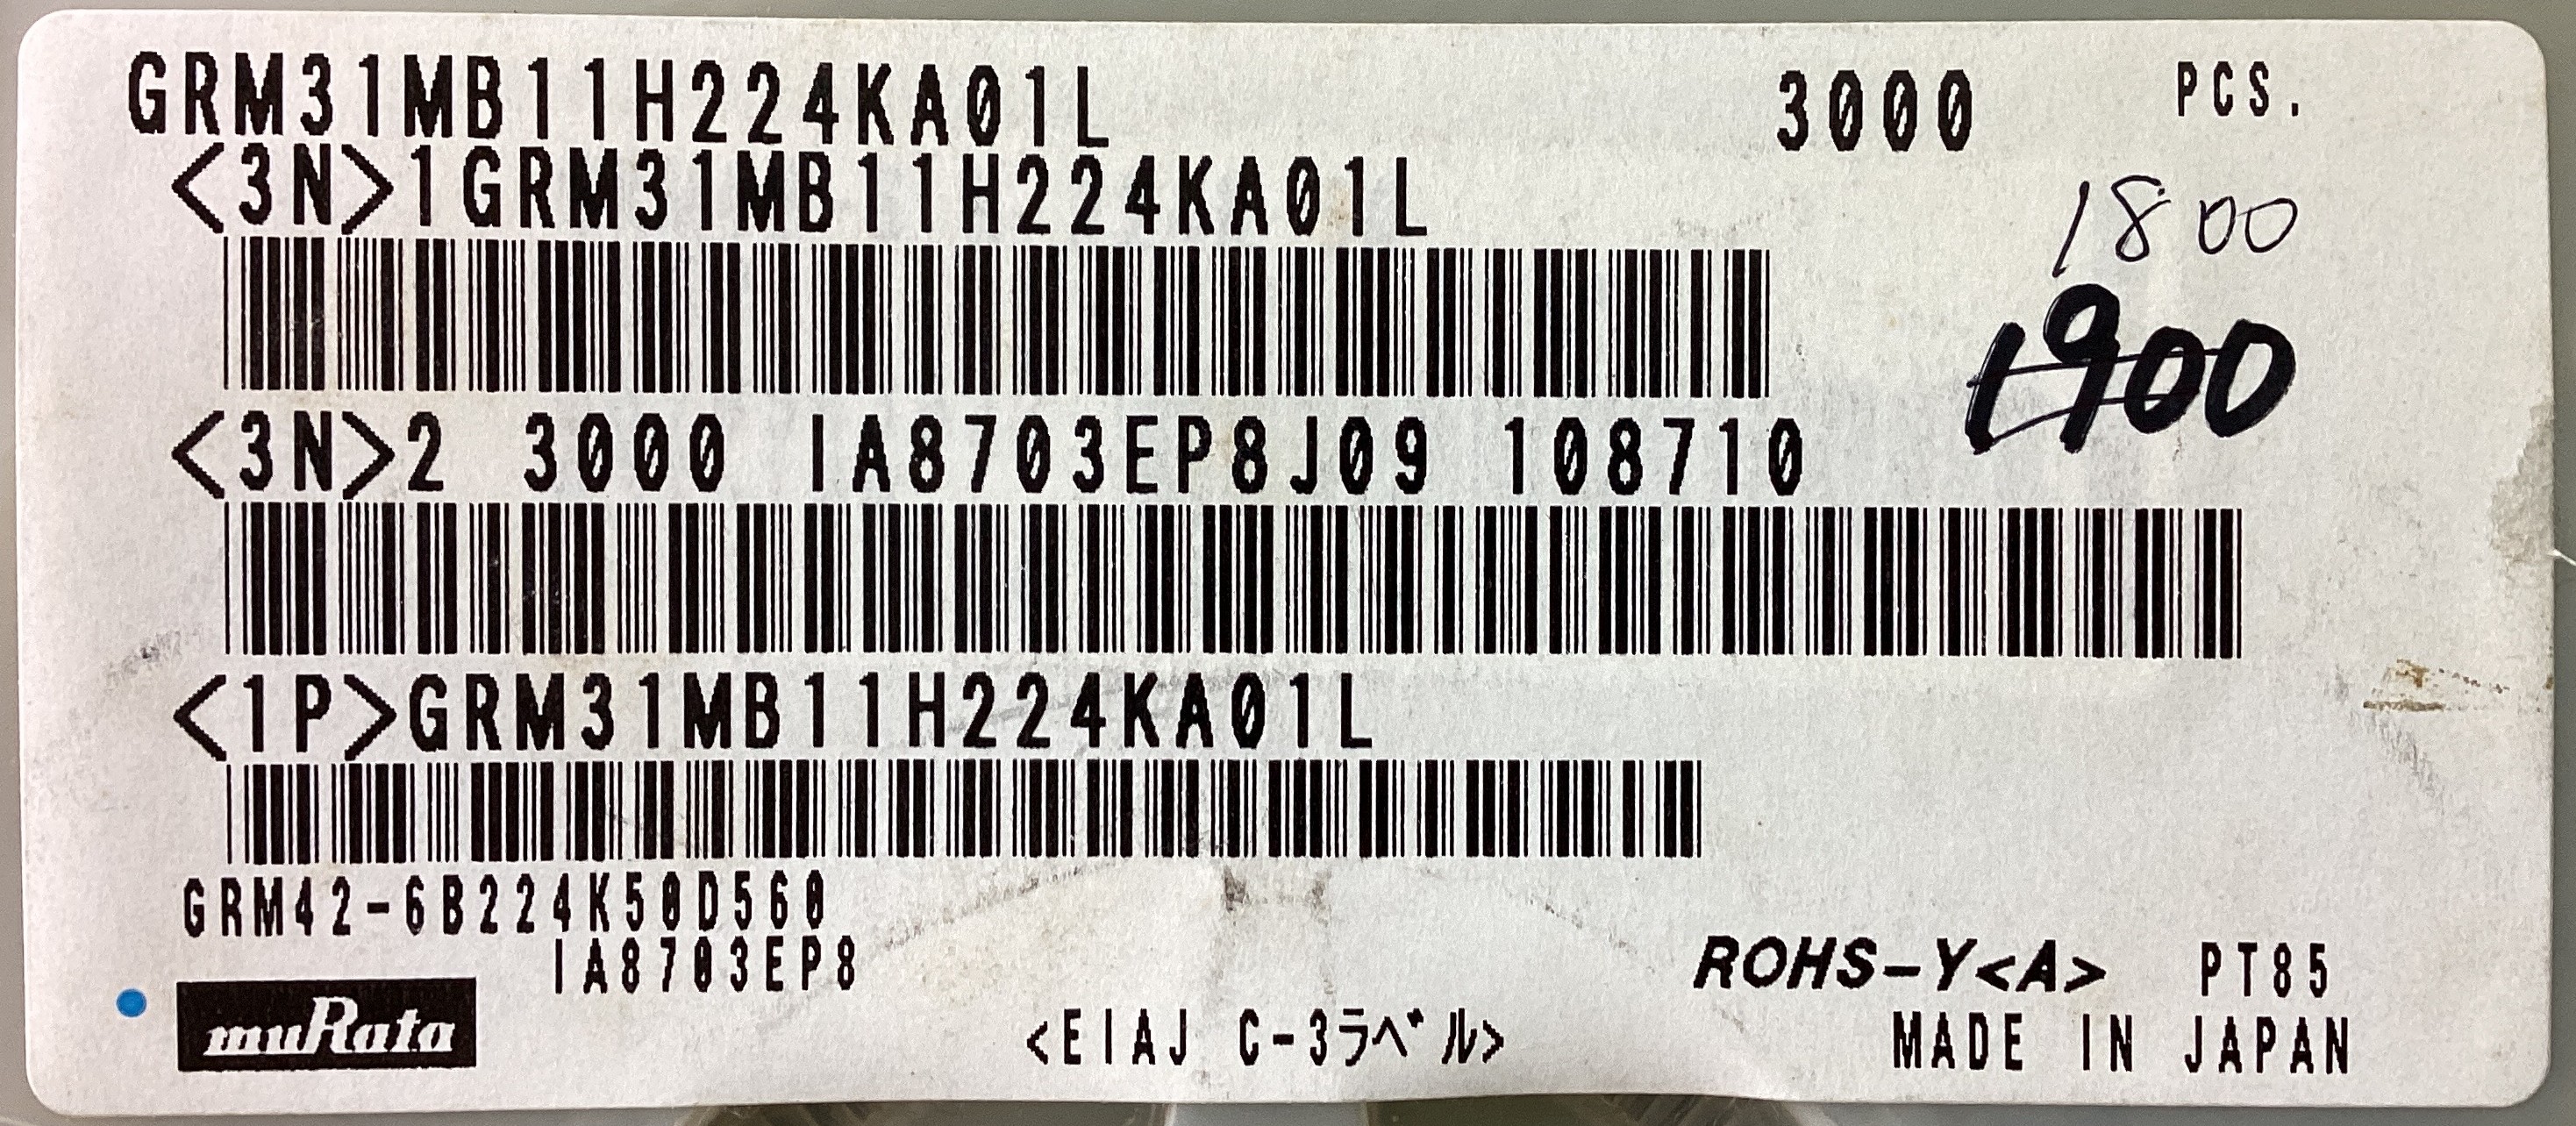 GRM31MB11H224KA01L 3000 PCS.
<3N>1GRM31MB11H224KA01L
1800
1900
<3N>2 3000 IA8703EP8J09 108710
<1P>GRM31MB11H224KA01L
GRM42-6B224K50D560
IA8703EP8
ROHS-Y<A> PT85
muRata
<EIAJ C-3ラベル>
MADE IN JAPAN